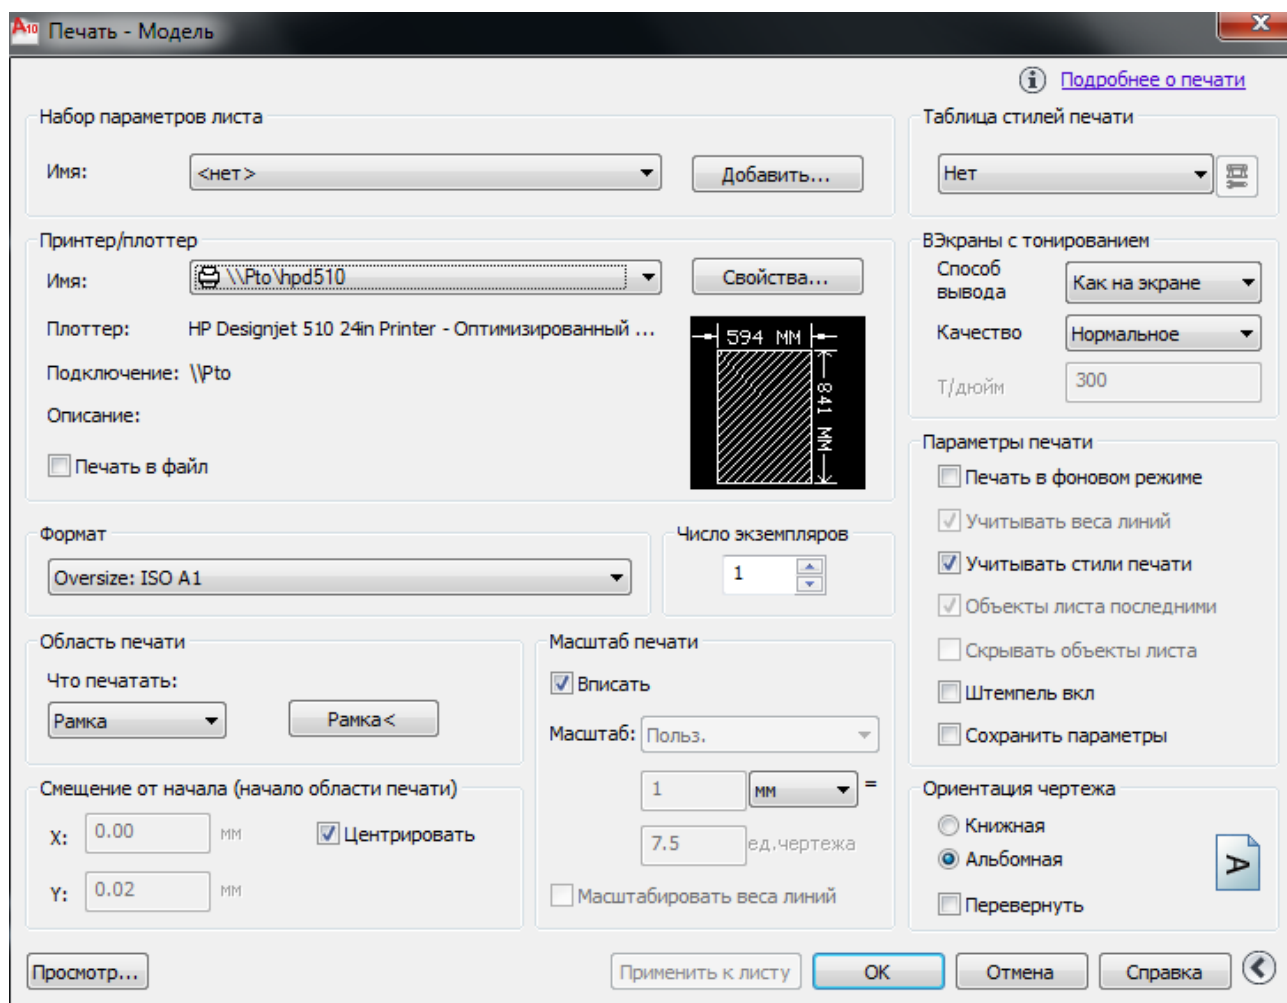 A10 Печать - Модель
Подробнее о печати
Набор параметров листа
Имя:
<нет>
Добавить...
Таблица стилей печати
Нет
Принтер/плоттер
Имя:
\\Pto\hpd510
Свойства...
Плоттер:
HP Designjet 510 24in Printer - Оптимизированный ...
Подключение:
\\Pto
Описание:
Печать в файл
594 MM
841 MM
ВЭкраны с тонированием
Способ
вывода
Как на экране
Качество
Нормальное
Т/дюйм
300
Формат
Oversize: ISO A1
Число экземпляров
1
Параметры печати
Печать в фоновом режиме
Учитывать веса линий
Учитывать стили печати
Объекты листа последними
Скрывать объекты листа
Штемпель вкл
Сохранить параметры
Область печати
Что печатать:
Рамка
Рамка<
Масштаб печати
Вписать
Масштаб:
Польз.
1
мм
=
7.5
ед.чертежа
Масштабировать веса линий
Смещение от начала (начало области печати)
X:
0.00
мм
Центрировать
Y:
0.02
мм
Ориентация чертежа
Книжная
Альбомная
Перевернуть
A
Просмотр...
Применить к листу
ОК
Отмена
Справка